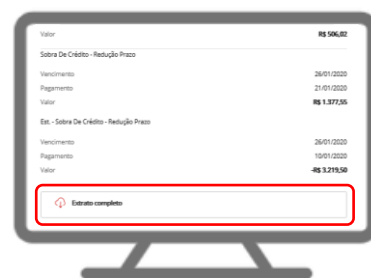 Valor R$ 506,02
Sobra De Crédito - Redução Prazo
Vencimento 26/01/2020
Pagamento 21/01/2020
Valor R$ 1.377,55
Est. - Sobra De Crédito - Redução Prazo
Vencimento 26/01/2020
Pagamento 10/01/2020
Valor -R$ 3.219,50
Extrato completo